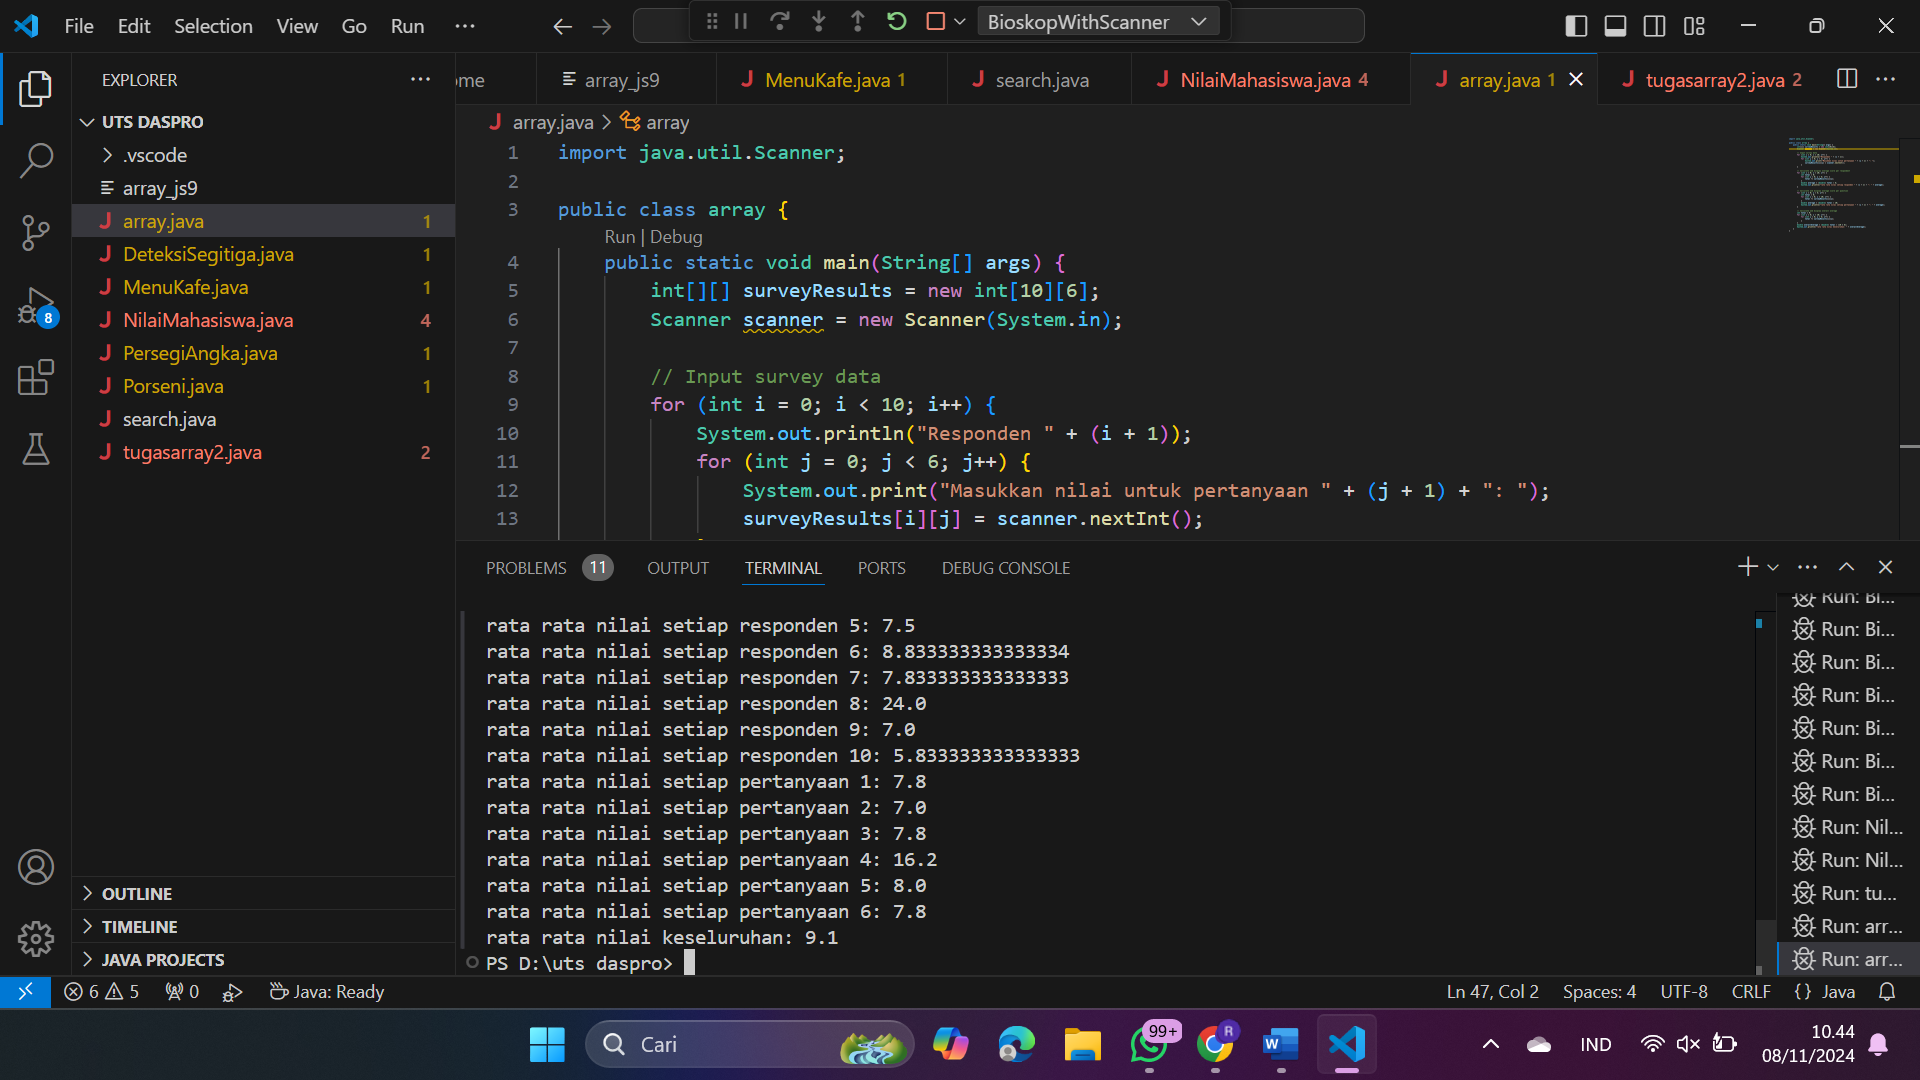 File Edit Selection View Go Run ··· BioskopWithScanner
EXPLORER
UTS DASPRO
.vscode
array_js9
array.java 1
DeteksiSegitiga.java 1
MenuKafe.java 1
NilaiMahasiswa.java 4
PersegiAngka.java 1
Porseni.java 1
search.java
tugasarray2.java 2
OUTLINE
TIMELINE
JAVA PROJECTS
8
ome array_js9 MenuKafe.java 1 search.java NilaiMahasiswa.java 4 array.java 1 tugasarray2.java 2
array.java > array
1 import java.util.Scanner;
2
3 public class array {
Run | Debug
4 public static void main(String[] args) {
5 int[][] surveyResults = new int[10][6];
6 Scanner scanner = new Scanner(System.in);
7
8 // Input survey data
9 for (int i = 0; i < 10; i++) {
10 System.out.println("Responden " + (i + 1));
11 for (int j = 0; j < 6; j++) {
12 System.out.print("Masukkan nilai untuk pertanyaan " + (j + 1) + ": ");
13 surveyResults[i][j] = scanner.nextInt();
PROBLEMS 11 OUTPUT TERMINAL PORTS DEBUG CONSOLE
rata rata nilai setiap responden 5: 7.5
rata rata nilai setiap responden 6: 8.833333333333334
rata rata nilai setiap responden 7: 7.833333333333333
rata rata nilai setiap responden 8: 24.0
rata rata nilai setiap responden 9: 7.0
rata rata nilai setiap responden 10: 5.833333333333333
rata rata nilai setiap pertanyaan 1: 7.8
rata rata nilai setiap pertanyaan 2: 7.0
rata rata nilai setiap pertanyaan 3: 7.8
rata rata nilai setiap pertanyaan 4: 16.2
rata rata nilai setiap pertanyaan 5: 8.0
rata rata nilai setiap pertanyaan 6: 7.8
rata rata nilai keseluruhan: 9.1
PS D:\uts daspro>
Run: Bi...
Run: Bi...
Run: Bi...
Run: Bi...
Run: Bi...
Run: Bi...
Run: Bi...
Run: Nil...
Run: Nil...
Run: tu...
Run: arr...
Run: arr...
6 5 0 Java: Ready Ln 47, Col 2 Spaces: 4 UTF-8 CRLF {} Java
Cari 99+ R W IND 10.44
08/11/2024